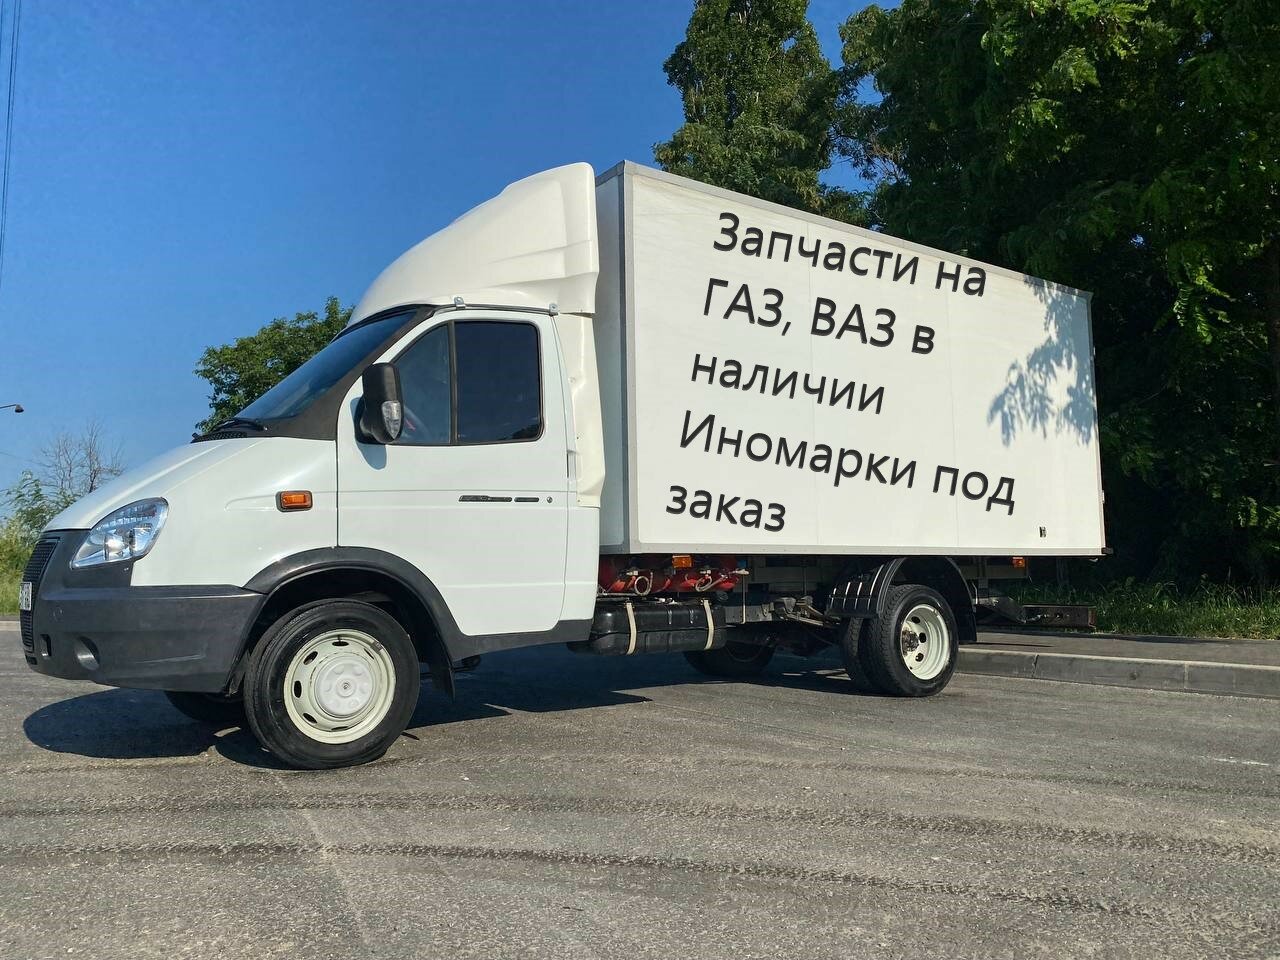 Запчасти на
ГАЗ, ВАЗ в
наличии
Иномарки под
заказ